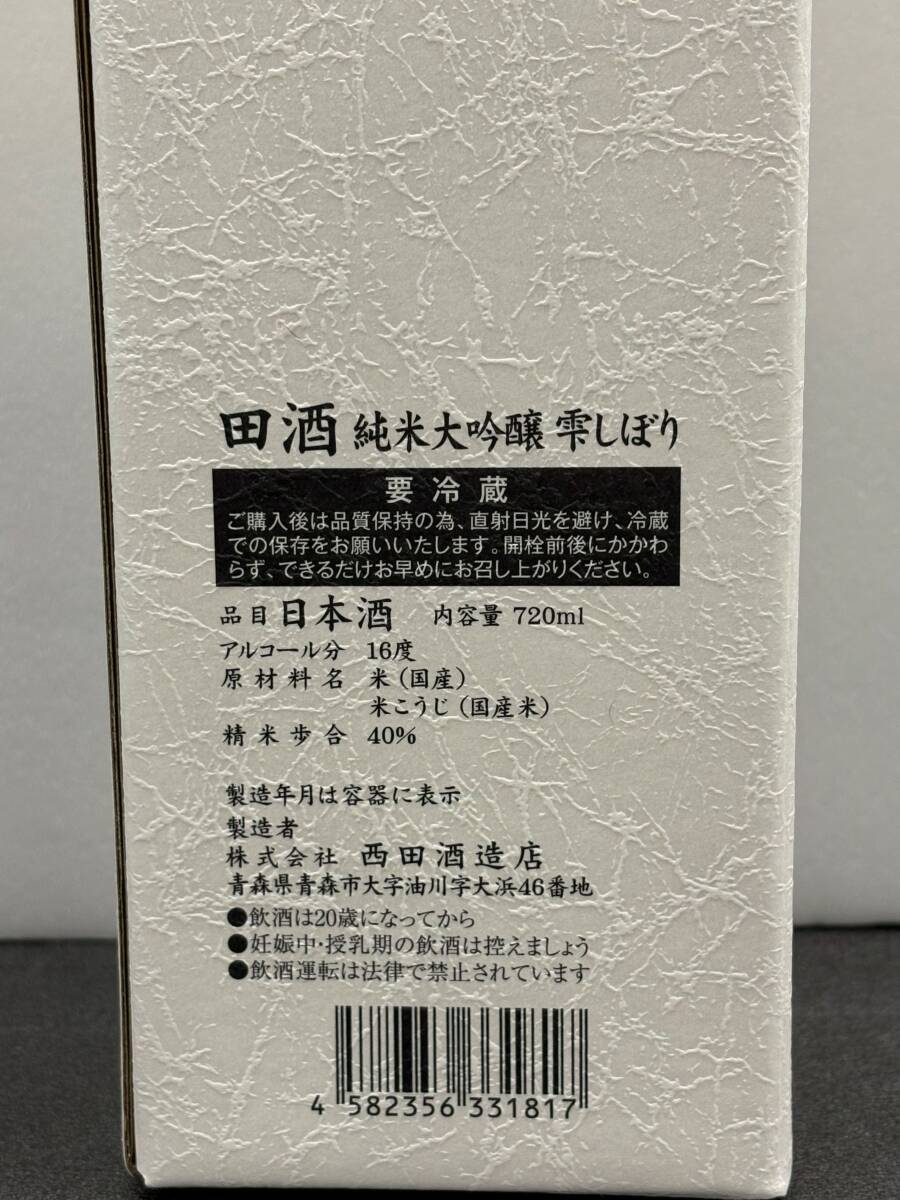 田酒 純米大吟醸 雫しぼり
要冷蔵
ご購入後は品質保持の為、直射日光を避け、冷蔵
での保存をお願いいたします。開栓前後にかかわ
らず、できるだけお早めにお召し上がりください。
品目 日本酒 内容量 720ml
アルコール分 16度
原材料名 米（国産）
米こうじ（国産米）
精米歩合 40%
製造年月は容器に表示
製造者
株式会社 西田酒造店
青森県青森市大字油川字大浜46番地
●飲酒は20歳になってから
●妊娠中・授乳期の飲酒は控えましょう
●飲酒運転は法律で禁止されています
4 582356 331817